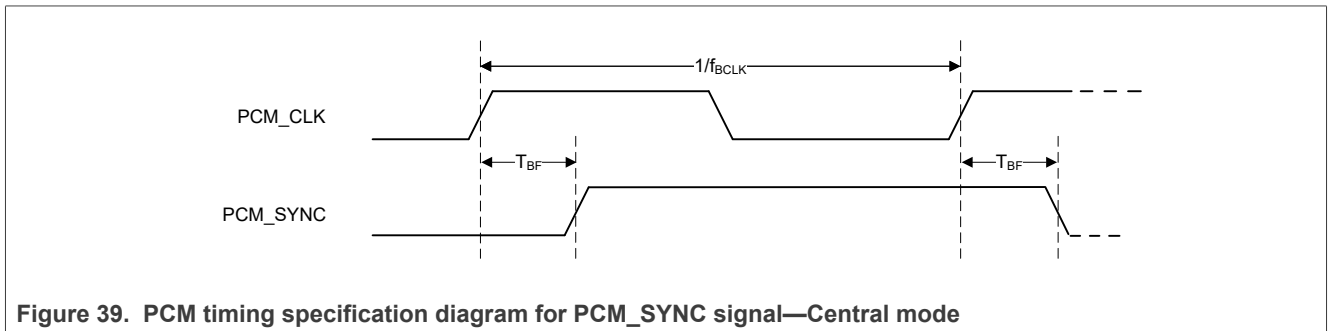 1/fBCLK
PCM_CLK
TBF
TBF
PCM_SYNC
Figure 39. PCM timing specification diagram for PCM_SYNC signal—Central mode